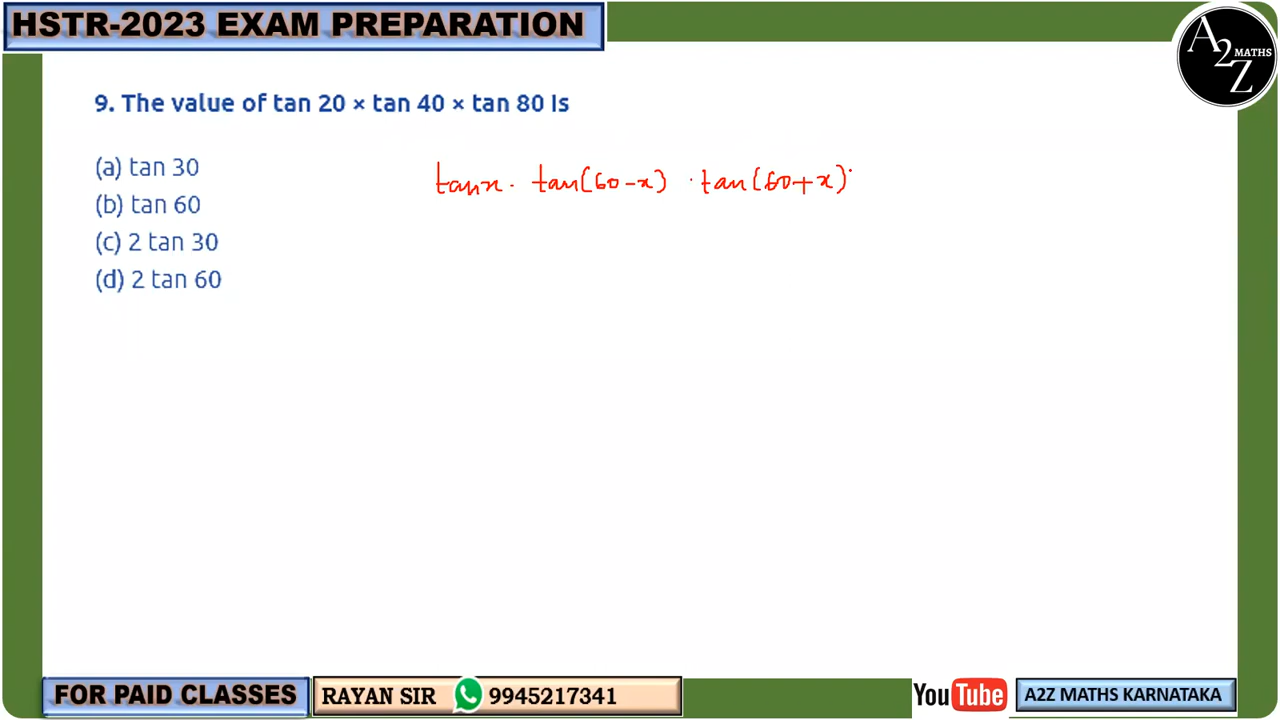 HSTR-2023 EXAM PREPARATION
A2Z MATHS
9. The value of tan 20 × tan 40 × tan 80 is
(a) tan 30
(b) tan 60
(c) 2 tan 30
(d) 2 tan 60
tanx · tan(60-x) · tan(60+x)
FOR PAID CLASSES RAYAN SIR 9945217341
YouTube A2Z MATHS KARNATAKA